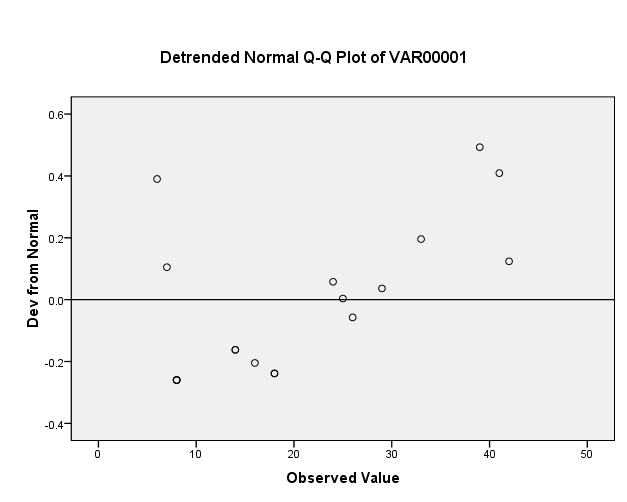 Detrended Normal Q-Q Plot of VAR00001
0.6
0.4
0.2
0.0
-0.2
-0.4
Dev from Normal
0 10 20 30 40 50
Observed Value